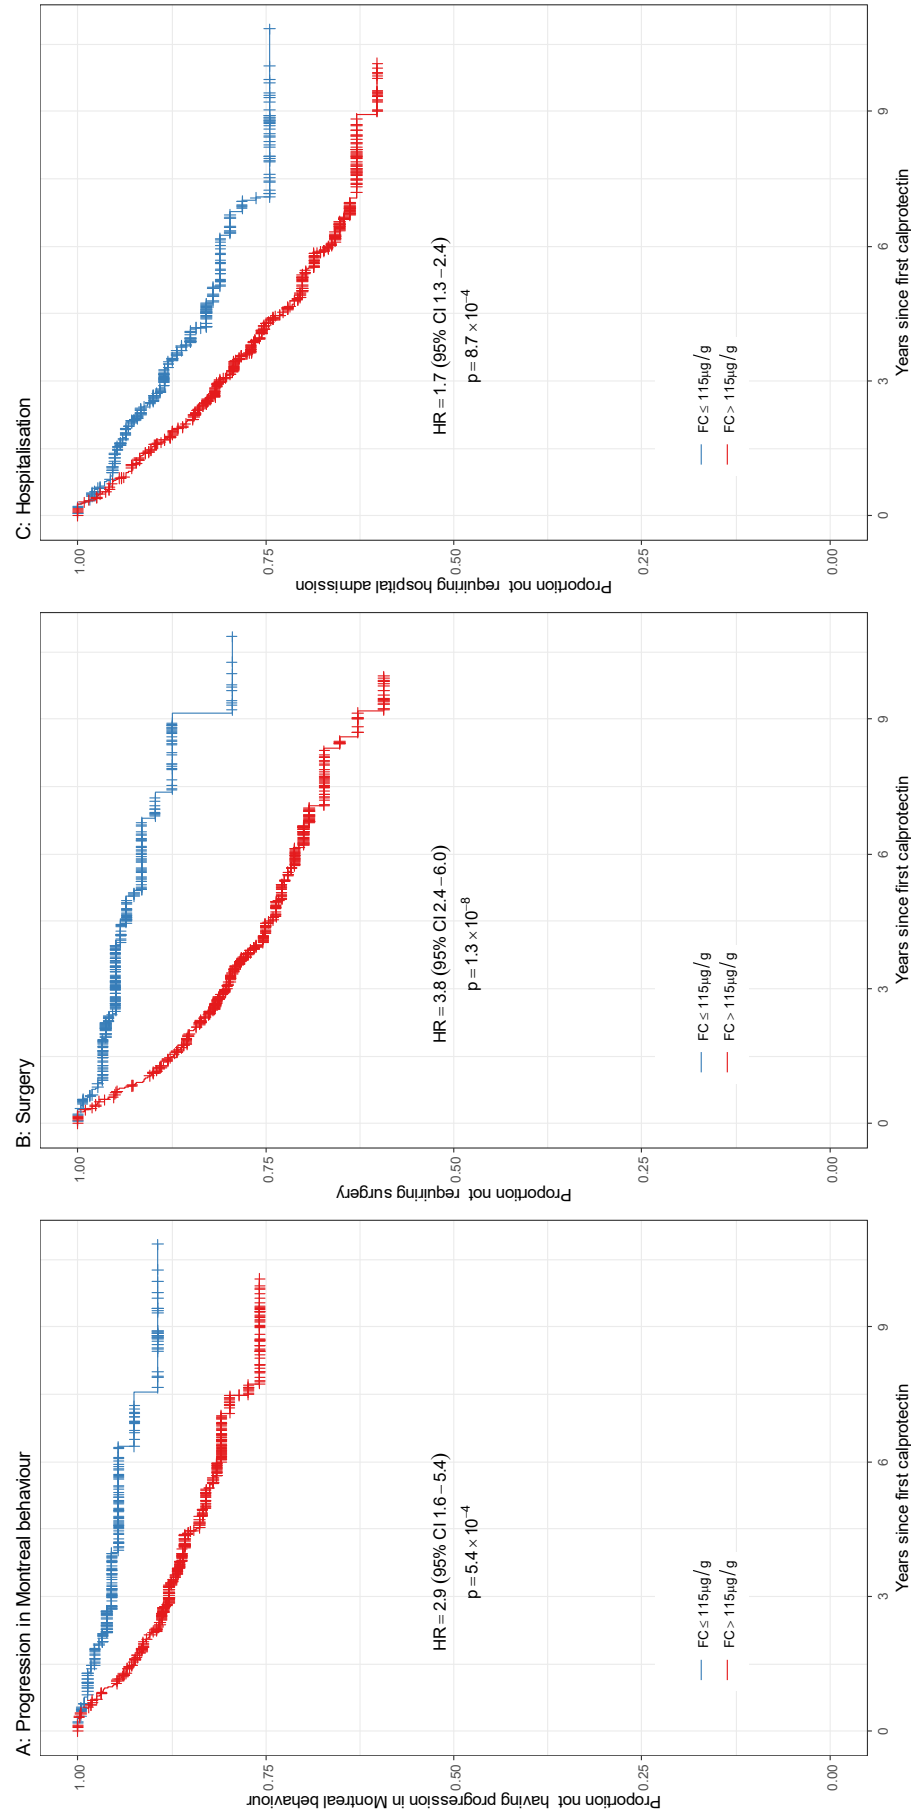 A: Progression in Montreal behaviour
Proportion not having progression in Montreal behaviour
1.00
0.75
0.50
0.25
0.00
HR = 2.9 (95% CI 1.6 − 5.4)
p = 5.4 × 10⁻⁴
FC ≤ 115μg/g
FC > 115μg/g
0
3
6
9
Years since first calprotectin
B: Surgery
Proportion not requiring surgery
1.00
0.75
0.50
0.25
0.00
HR = 3.8 (95% CI 2.4 − 6.0)
p = 1.3 × 10⁻⁸
FC ≤ 115μg/g
FC > 115μg/g
0
3
6
9
Years since first calprotectin
C: Hospitalisation
Proportion not requiring hospital admission
1.00
0.75
0.50
0.25
0.00
HR = 1.7 (95% CI 1.3 − 2.4)
p = 8.7 × 10⁻⁴
FC ≤ 115μg/g
FC > 115μg/g
0
3
6
9
Years since first calprotectin